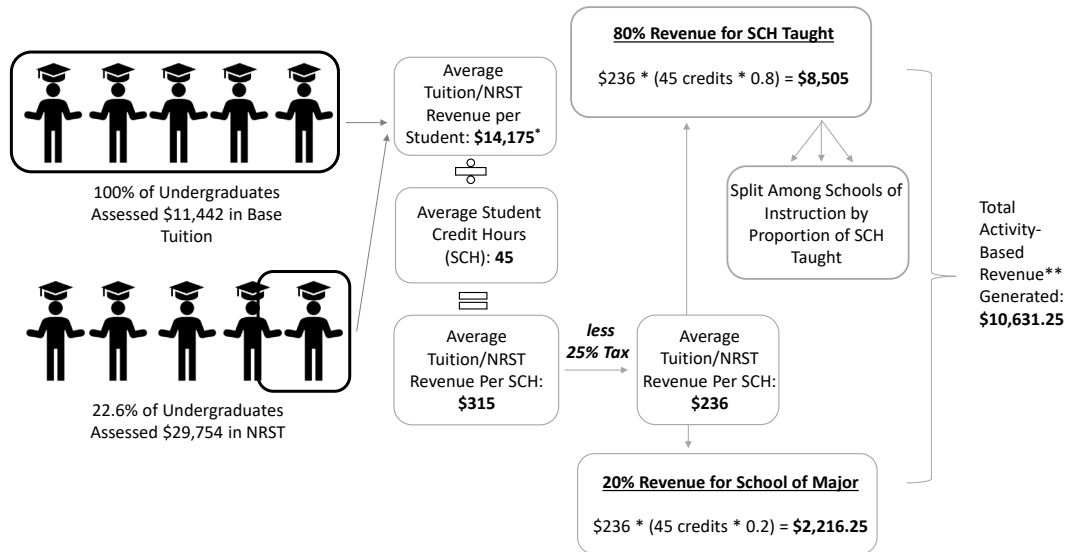 100% of Undergraduates
Assessed $11,442 in Base
Tuition
22.6% of Undergraduates
Assessed $29,754 in NRST
Average
Tuition/NRST
Revenue per
Student: $14,175*
÷
Average Student
Credit Hours
(SCH): 45
=
Average
Tuition/NRST
Revenue Per SCH:
$315
less
25% Tax
Average
Tuition/NRST
Revenue Per SCH:
$236
80% Revenue for SCH Taught
$236 * (45 credits * 0.8) = $8,505
Split Among Schools of
Instruction by
Proportion of SCH
Taught
20% Revenue for School of Major
$236 * (45 credits * 0.2) = $2,216.25
Total
Activity-
Based
Revenue**
Generated:
$10,631.25